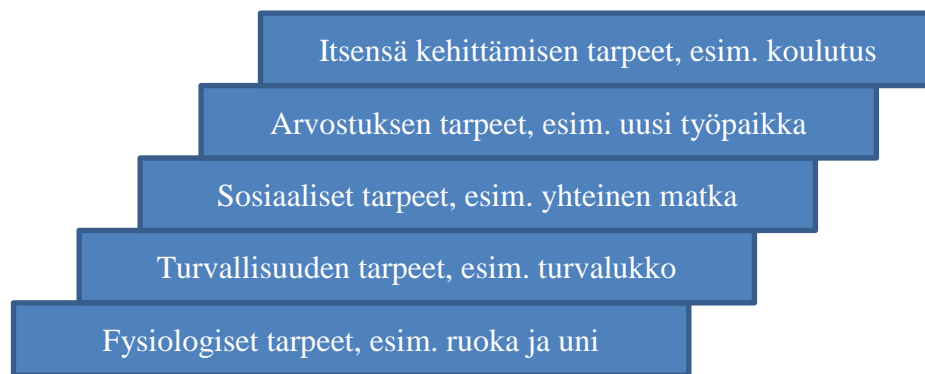 Itsensä kehittämisen tarpeet, esim. koulutus
Arvostuksen tarpeet, esim. uusi työpaikka
Sosiaaliset tarpeet, esim. yhteinen matka
Turvallisuuden tarpeet, esim. turvalukko
Fysiologiset tarpeet, esim. ruoka ja uni